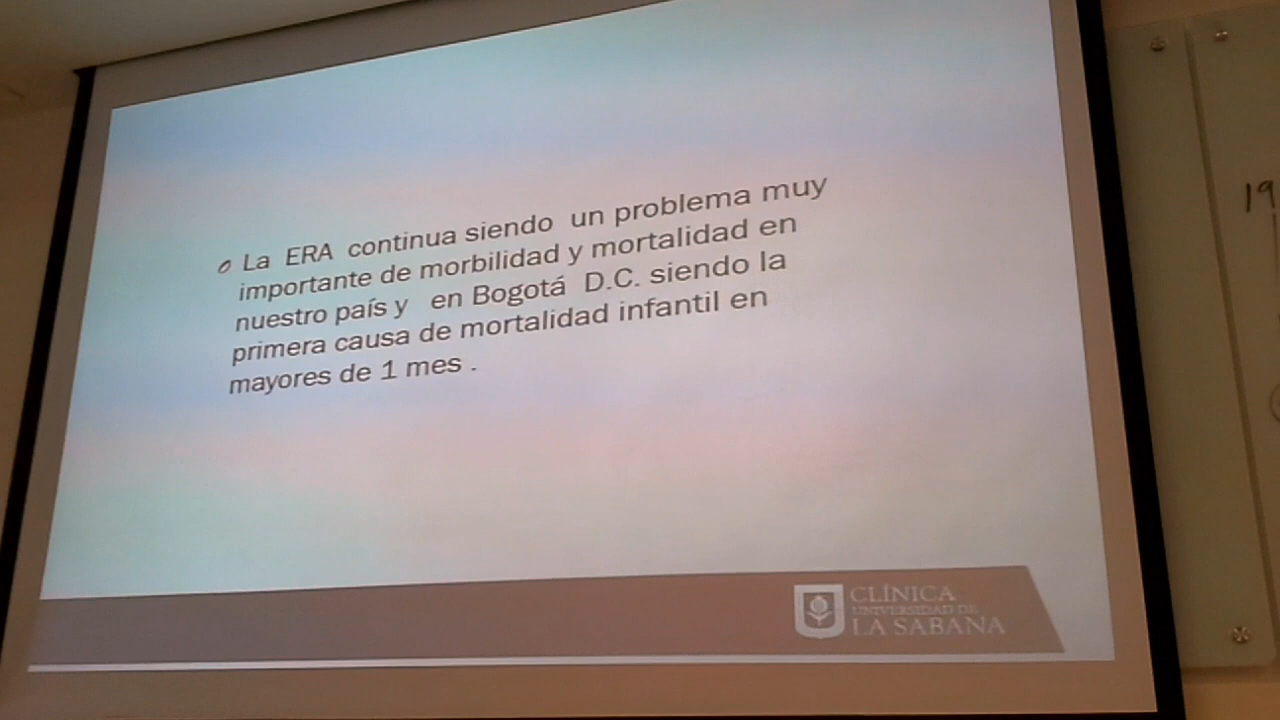 La ERA continua siendo un problema muy
importante de morbilidad y mortalidad en
nuestro país y en Bogotá D.C. siendo la
primera causa de mortalidad infantil en
mayores de 1 mes .
CLÍNICA
UNIVERSIDAD DE
LA SABANA
19